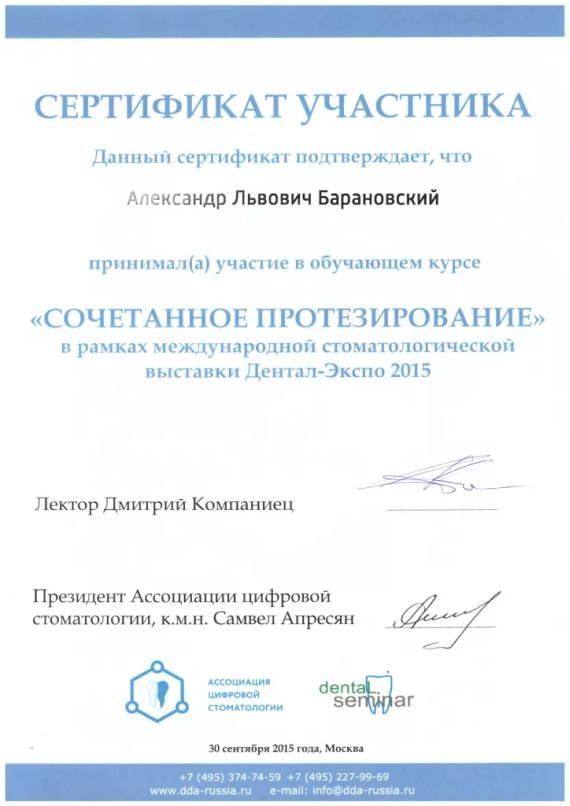 СЕРТИФИКАТ УЧАСТНИКА
Данный сертификат подтверждает, что
Александр Львович Барановский
принимал(а) участие в обучающем курсе
«СОЧЕТАННОЕ ПРОТЕЗИРОВАНИЕ»
в рамках международной стоматологической
выставки Дентал-Экспо 2015
Лектор Дмитрий Компаниец
Президент Ассоциации цифровой
стоматологии, к.м.н. Самвел Апресян
АССОЦИАЦИЯ
ЦИФРОВОЙ
СТОМАТОЛОГИИ
dental
seminar
30 сентября 2015 года, Москва
+7 (495) 374-74-59 +7 (495) 227-99-69
www.dda-russia.ru e-mail: info@dda-russia.ru